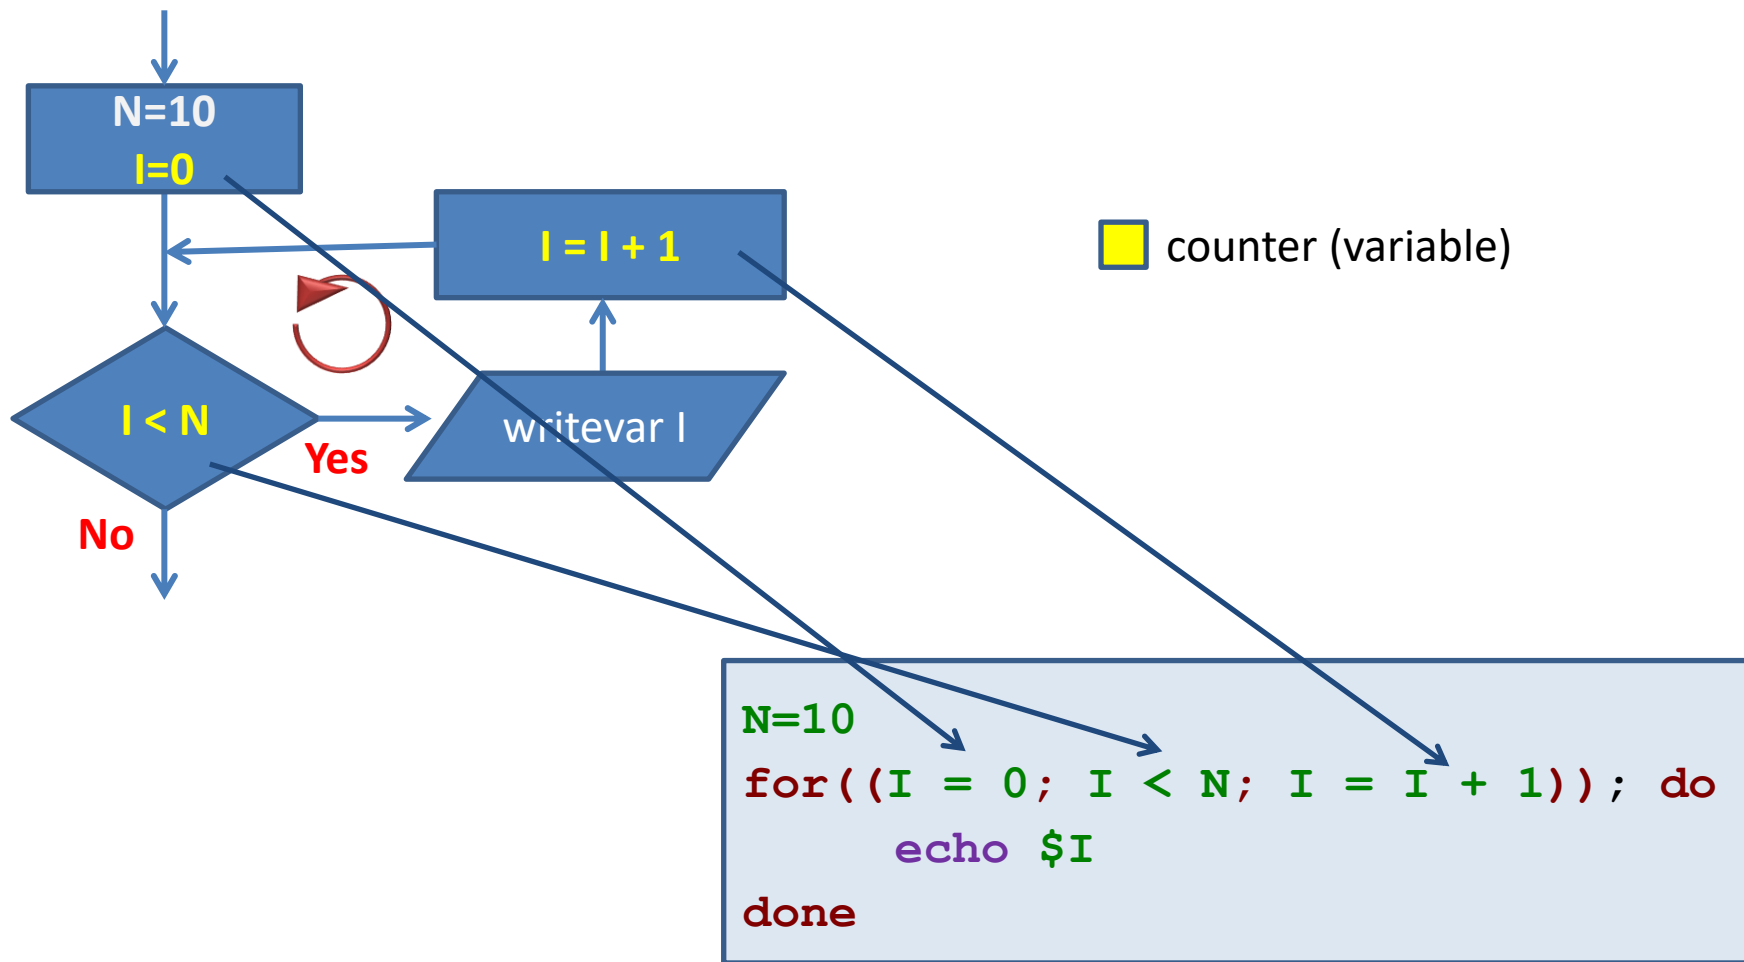 N=10
I=0
I = I + 1
counter (variable)
I < N
Yes
writevar I
No
N=10
for((I = 0; I < N; I = I + 1)); do
echo $I
done